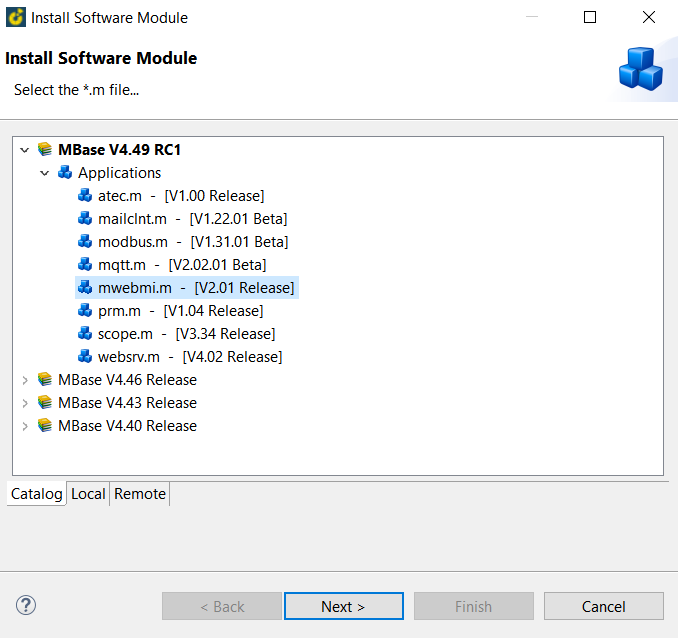 Install Software Module
Install Software Module
Select the *.m file...
MBase V4.49 RC1
Applications
atec.m - [V1.00 Release]
mailclnt.m - [V1.22.01 Beta]
modbus.m - [V1.31.01 Beta]
mqtt.m - [V2.02.01 Beta]
mwebmi.m - [V2.01 Release]
prm.m - [V1.04 Release]
scope.m - [V3.34 Release]
websrv.m - [V4.02 Release]
MBase V4.46 Release
MBase V4.43 Release
MBase V4.40 Release
Catalog Local Remote
? < Back Next > Finish Cancel